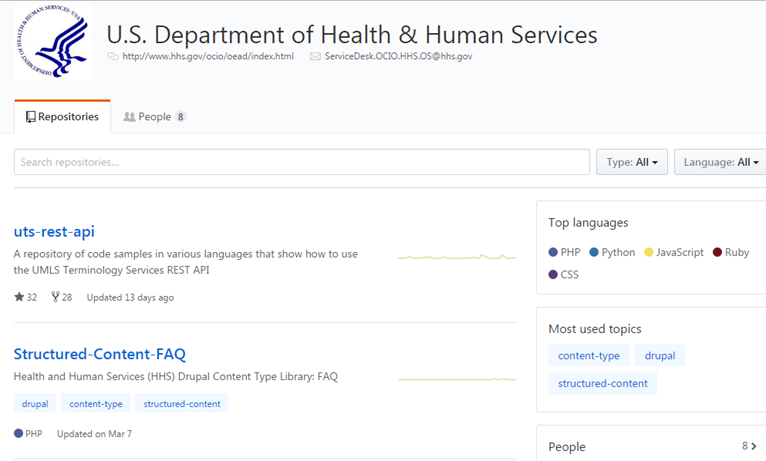 DEPARTMENT OF HEALTH & HUMAN SERVICES · USA
U.S. Department of Health & Human Services
http://www.hhs.gov/ocio/oead/index.html ServiceDesk.OCIO.HHS.OS@hhs.gov
Repositories People 8
Search repositories... Type: All Language: All
uts-rest-api
A repository of code samples in various languages that show how to use
the UMLS Terminology Services REST API
32 28 Updated 13 days ago
Structured-Content-FAQ
Health and Human Services (HHS) Drupal Content Type Library: FAQ
drupal content-type structured-content
PHP Updated on Mar 7
Top languages
PHP Python JavaScript Ruby
CSS
Most used topics
content-type drupal
structured-content
People 8